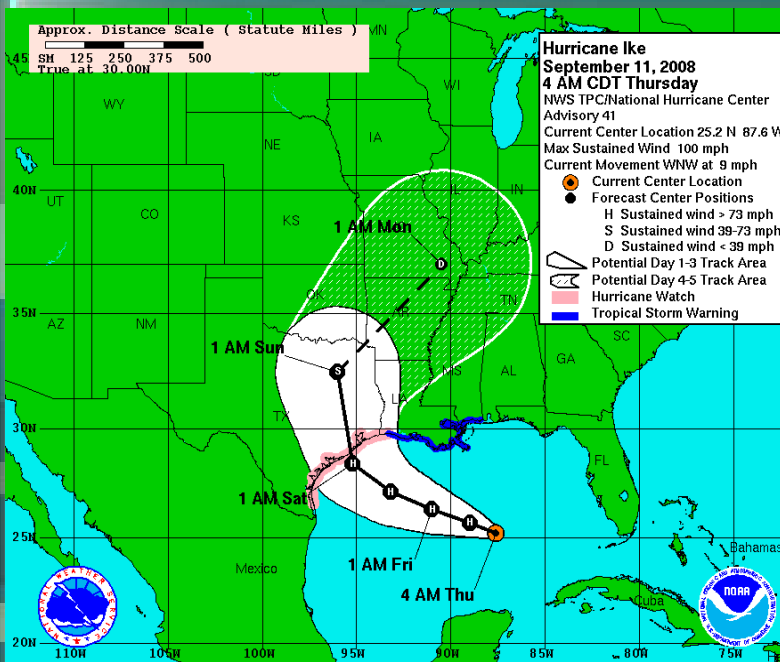 Approx. Distance Scale ( Statute Miles )
SM 125 250 375 500
True at 30.00N
Hurricane Ike
September 11, 2008
4 AM CDT Thursday
NWS TPC/National Hurricane Center
Advisory 41
Current Center Location 25.2 N 87.6 W
Max Sustained Wind 100 mph
Current Movement WNW at 9 mph
Current Center Location
Forecast Center Positions
H Sustained wind > 73 mph
S Sustained wind 39-73 mph
D Sustained wind < 39 mph
Potential Day 1-3 Track Area
Potential Day 4-5 Track Area
Hurricane Watch
Tropical Storm Warning
MN
45
SD
WI
WY
IA
NE
40N
UT
CO
IL
IN
KS
1 AM Mon
D
OK
TN
35N
AZ
NM
AR
SC
1 AM Sun
S
MS
AL
GA
TX
LA
30N
H
FL
1 AM Sat
H
H
H
25N
1 AM Fri
Mexico
Bahamas
4 AM Thu
NATIONAL WEATHER SERVICE
NOAA
Cuba
20N
110W
105W
100W
95W
90W
85W
80W
75W